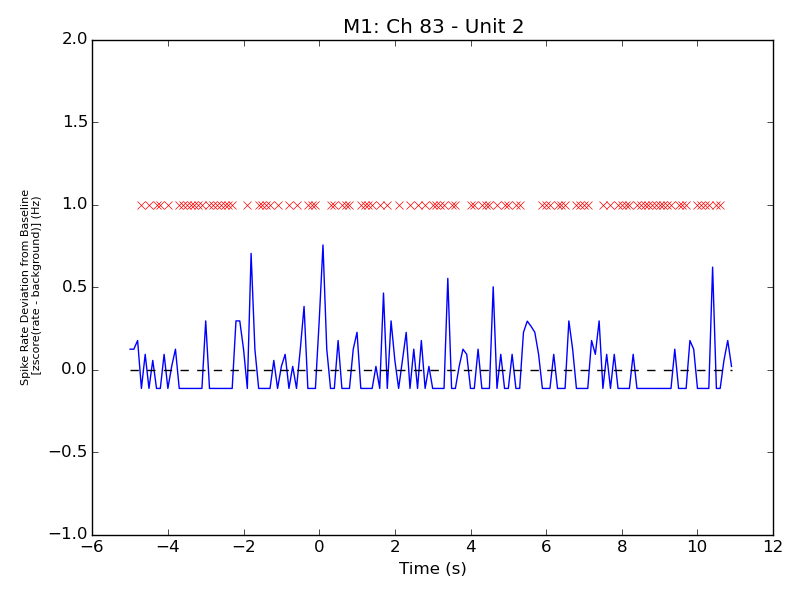 M1: Ch 83 - Unit 2
2.0
1.5
1.0
0.5
0.0
−0.5
−1.0
Spike Rate Deviation from Baseline
[zscore(rate - background)] (Hz)
−6 −4 −2 0 2 4 6 8 10 12
Time (s)